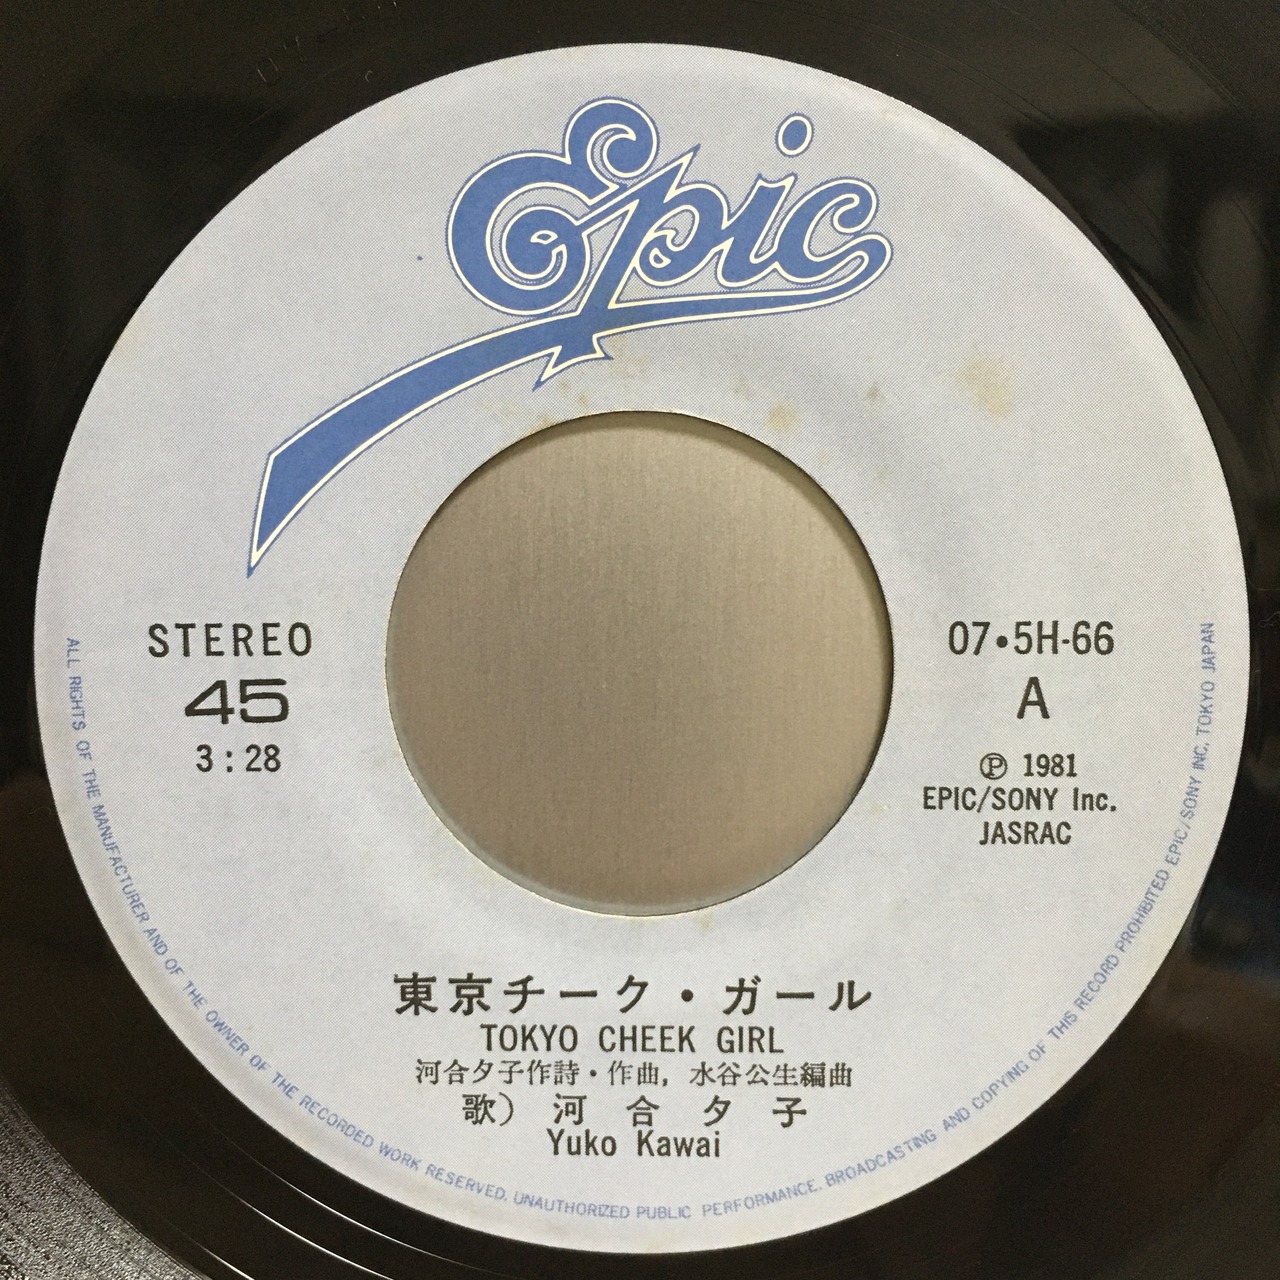 Epic
STEREO
45
3:28
07•5H-66
A
Ⓟ 1981
EPIC/SONY Inc.
JASRAC
東京チーク・ガール
TOKYO CHEEK GIRL
河合夕子作詩・作曲, 水谷公生編曲
歌） 河合夕子
Yuko Kawai
ALL RIGHTS OF THE MANUFACTURER AND OF THE OWNER OF THE RECORDED WORK RESERVED. UNAUTHORIZED PUBLIC PERFORMANCE. BROADCASTING AND COPYING OF THIS RECORD PROHIBITED EPIC/SONY INC. TOKYO JAPAN